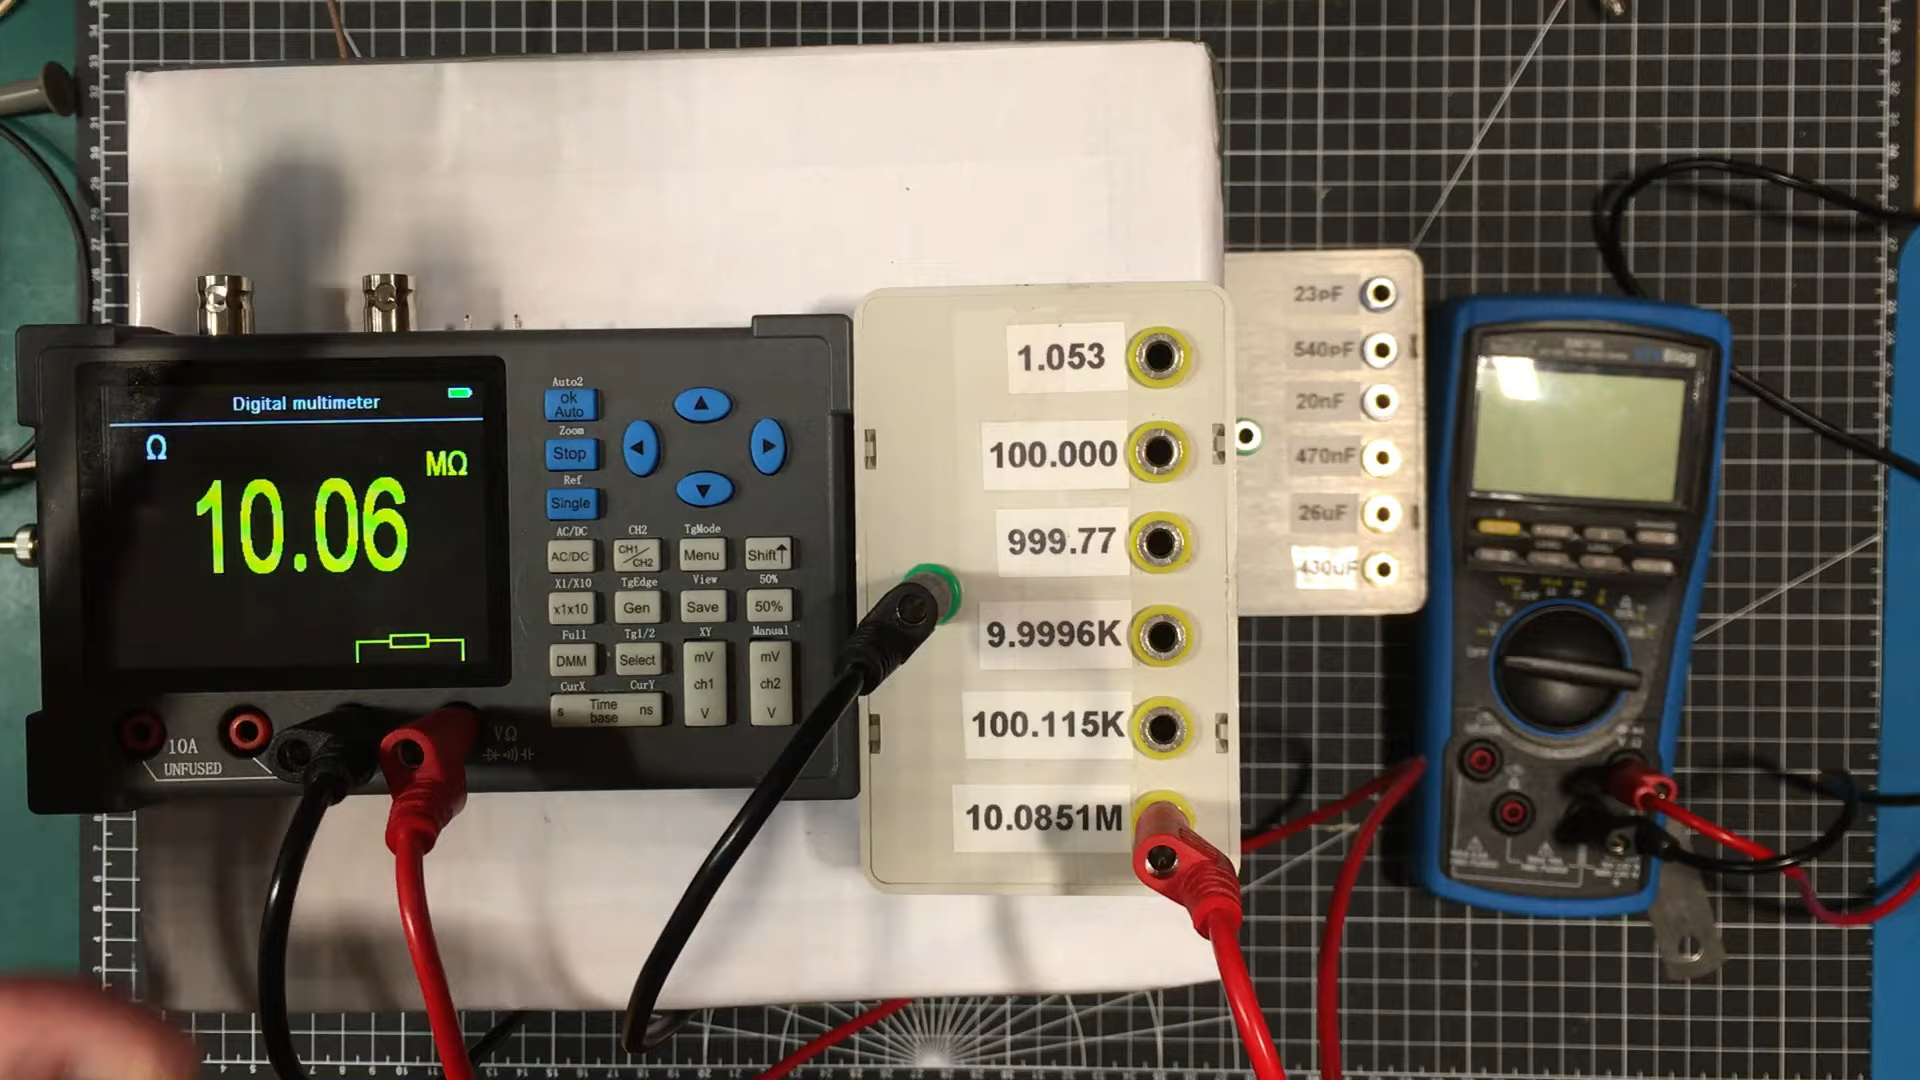 Digital multimeter
Ω
MΩ
10.06
10A
UNFUSED
VΩ
Auto2
ok
Auto
Zoom
Stop
Ref
Single
AC/DC
CH2
TgMode
AC/DC
CH1/CH2
Menu
Shift↑
X1/X10
TgEdge
View
50%
x1x10
Gen
Save
50%
Full
Tg1/2
XY
Manual
DMM
Select
mV
ch1
V
mV
ch2
V
CurX
CurY
s
Time
base
ns
1.053
100.000
999.77
9.9996K
100.115K
10.0851M
23pF
540pF
20nF
470nF
26uF
430uF
Blog
OFF